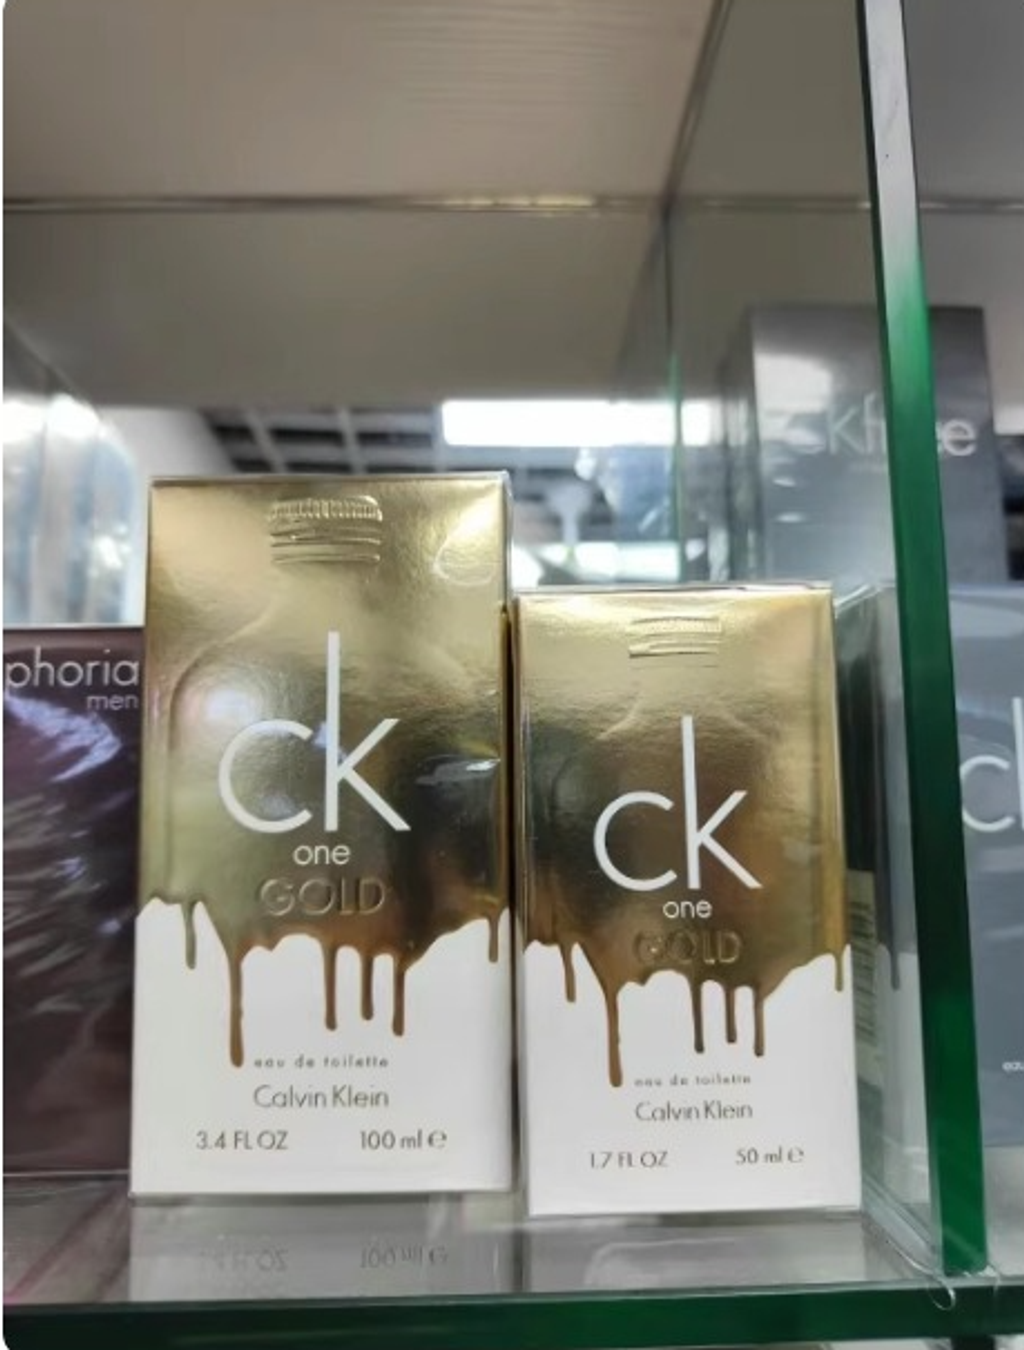 phoria
men
ck
one
GOLD
eau de toilette
Calvin Klein
3.4 FL OZ 100 ml ℮
ck
one
GOLD
eau de toilette
Calvin Klein
1.7 FL OZ 50 ml ℮